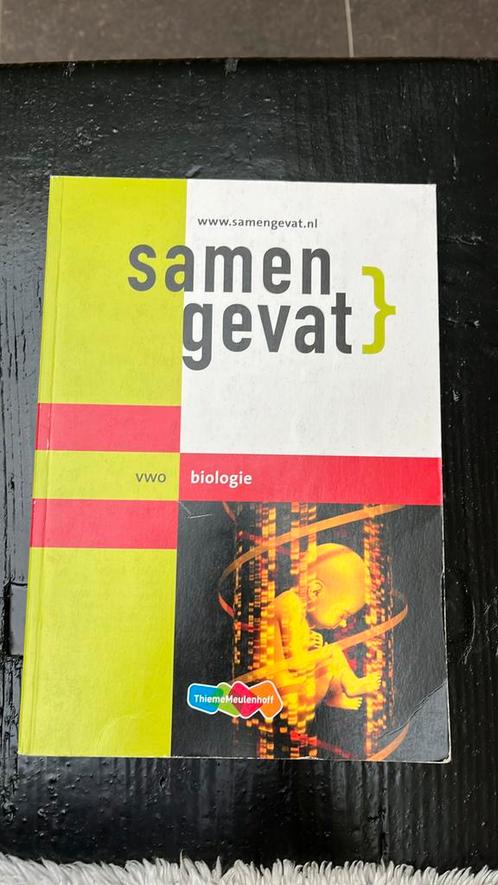 www.samengevat.nl
samen
gevat}
vwo biologie
ThiemeMeulenhoff